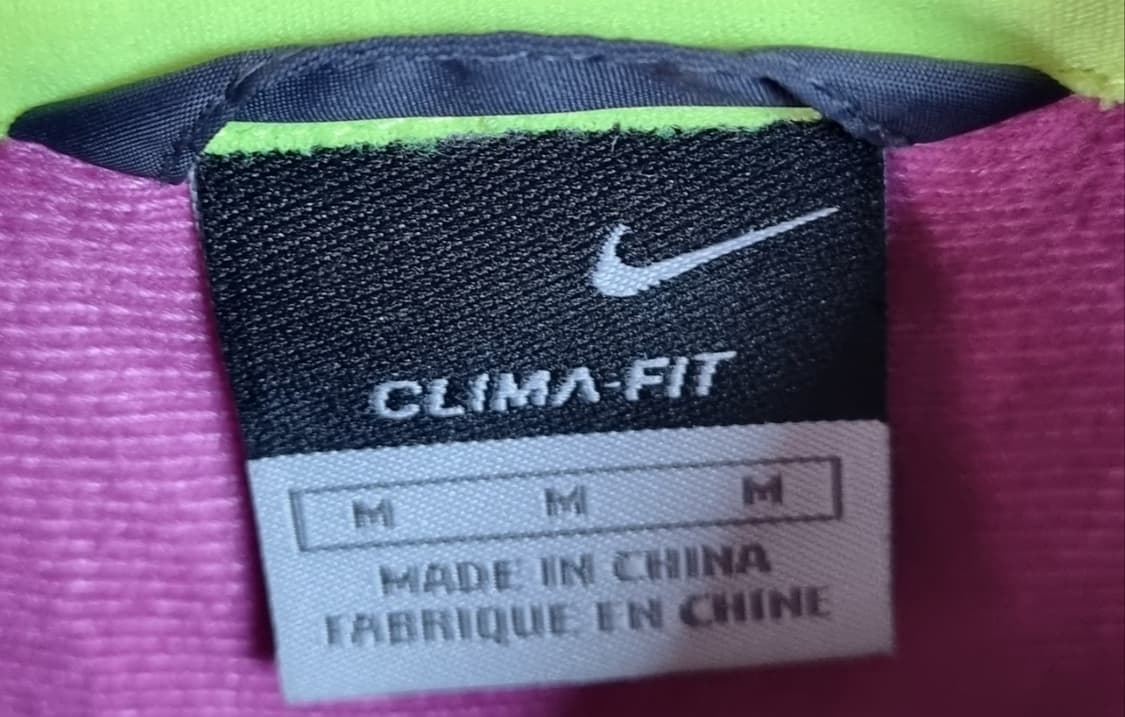 CLIMA-FIT
M M M
MADE IN CHINA
FABRIQUE EN CHINE